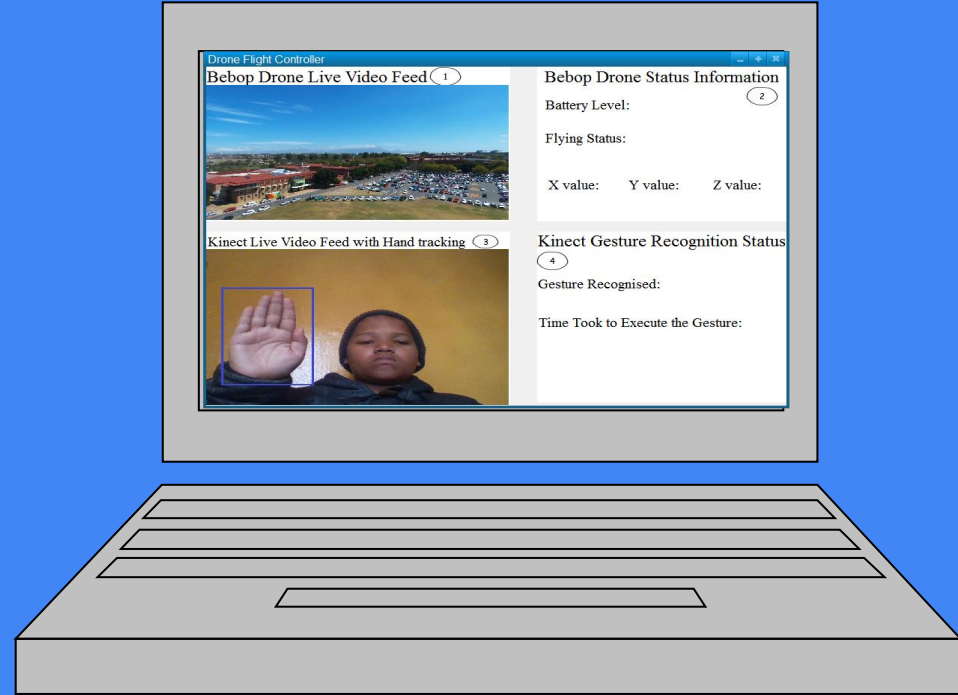 Drone Flight Controller
Bebop Drone Live Video Feed 1
Bebop Drone Status Information
2
Battery Level:
Flying Status:
X value: Y value: Z value:
Kinect Live Video Feed with Hand tracking 3
Kinect Gesture Recognition Status
4
Gesture Recognised:
Time Took to Execute the Gesture: